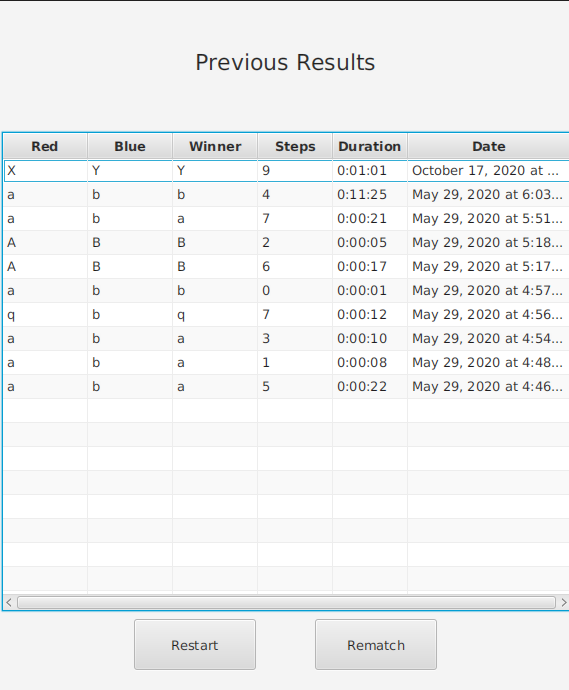 Previous Results
Red Blue Winner Steps Duration Date
X Y Y 9 0:01:01 October 17, 2020 at ...
a b b 4 0:11:25 May 29, 2020 at 6:03...
a b a 7 0:00:21 May 29, 2020 at 5:51...
A B B 2 0:00:05 May 29, 2020 at 5:18...
A B B 6 0:00:17 May 29, 2020 at 5:17...
a b b 0 0:00:01 May 29, 2020 at 4:57...
q b q 7 0:00:12 May 29, 2020 at 4:56...
a b a 3 0:00:10 May 29, 2020 at 4:54...
a b a 1 0:00:08 May 29, 2020 at 4:48...
a b a 5 0:00:22 May 29, 2020 at 4:46...
Restart Rematch